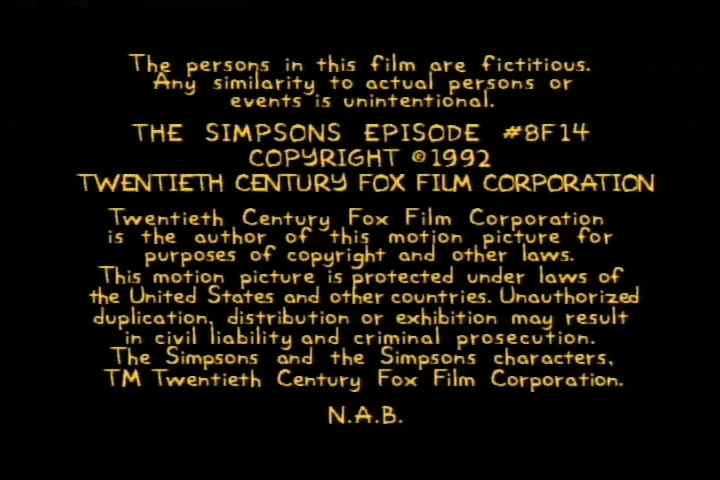 The persons in this film are fictitious.
Any similarity to actual persons or
events is unintentional.
THE SIMPSONS EPISODE #8F14
COPYRIGHT ©1992
TWENTIETH CENTURY FOX FILM CORPORATION
Twentieth Century Fox Film Corporation
is the author of this motion picture for
purposes of copyright and other laws.
This motion picture is protected under laws of
the United States and other countries. Unauthorized
duplication, distribution or exhibition may result
in civil liability and criminal prosecution.
The Simpsons and the Simpsons characters,
TM Twentieth Century Fox Film Corporation.
N.A.B.